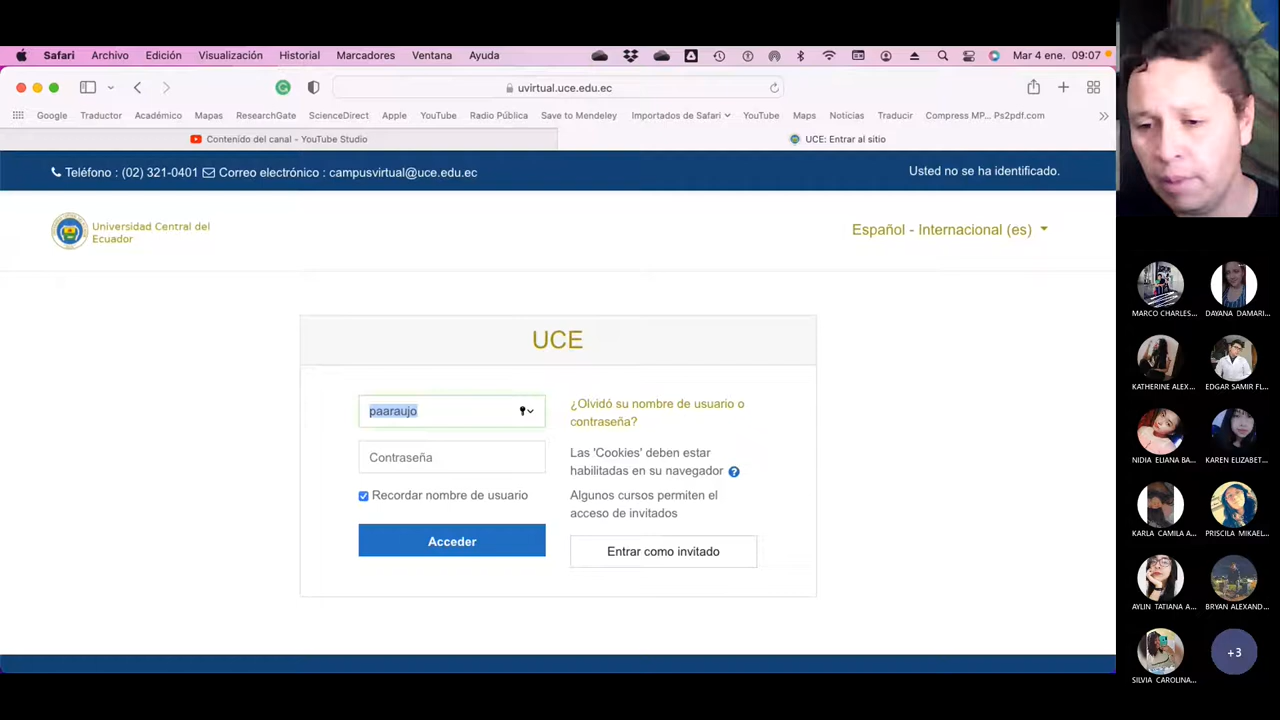 Safari Archivo Edición Visualización Historial Marcadores Ventana Ayuda Mar 4 ene. 09:07
uvirtual.uce.edu.ec
Google Traductor Académico Mapas ResearchGate ScienceDirect Apple YouTube Radio Pública Save to Mendeley Importados de Safari YouTube Maps Noticias Traducir Compress MP... Ps2pdf.com
Contenido del canal - YouTube Studio UCE: Entrar al sitio
Teléfono : (02) 321-0401 Correo electrónico : campusvirtual@uce.edu.ec Usted no se ha identificado.
Universidad Central del
Ecuador
Español - Internacional (es)
UCE
paaraujo
Contraseña
Recordar nombre de usuario
Acceder
¿Olvidó su nombre de usuario o
contraseña?
Las 'Cookies' deben estar
habilitadas en su navegador
Algunos cursos permiten el
acceso de invitados
Entrar como invitado
MARCO CHARLES... DAYANA DAMARI...
KATHERINE ALEX... EDGAR SAMIR FL...
NIDIA ELIANA BA... KAREN ELIZABET...
KARLA CAMILA A... PRISCILA MIKAEL...
AYLIN TATIANA A... BRYAN ALEXAND...
SILVIA CAROLINA... +3